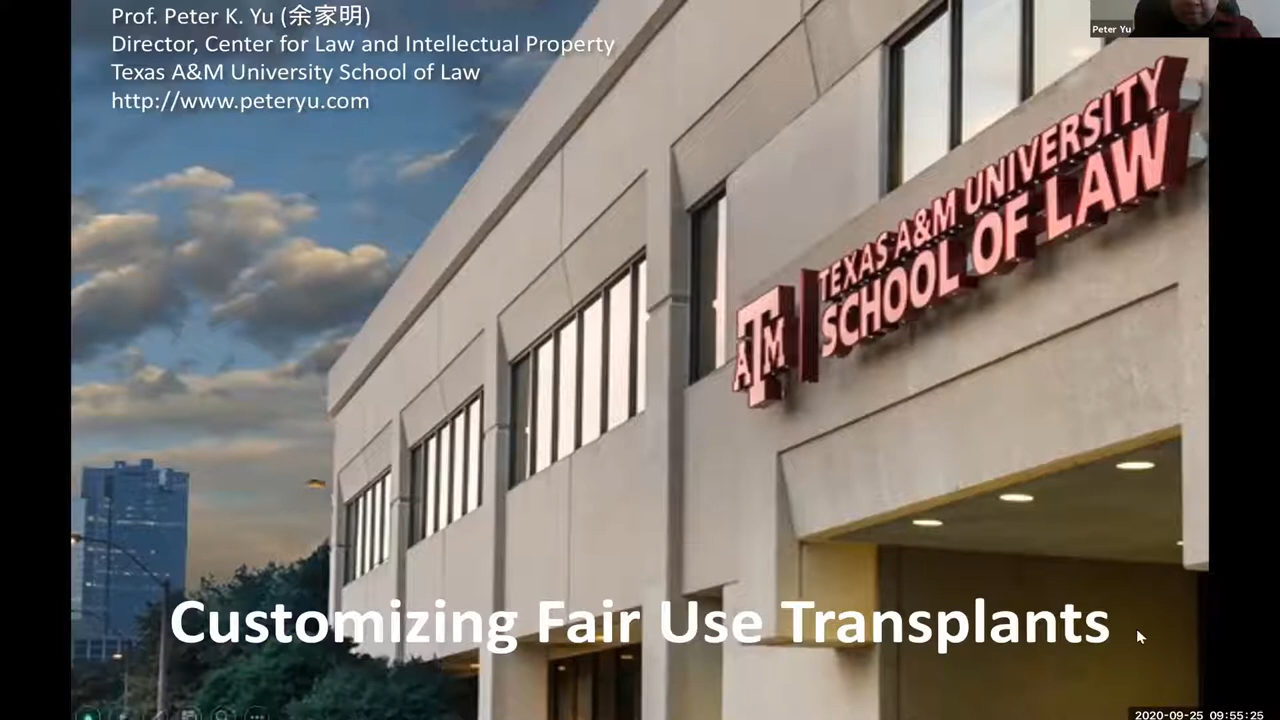 Prof. Peter K. Yu (余家明)
Director, Center for Law and Intellectual Property
Texas A&M University School of Law
http://www.peteryu.com
Peter Yu
TEXAS A&M UNIVERSITY
SCHOOL OF LAW
ATM
Customizing Fair Use Transplants
2020-09-25 09:55:25